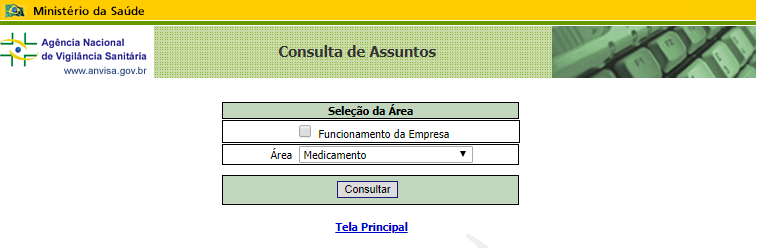 Ministério da Saúde
Agência Nacional
de Vigilância Sanitária
www.anvisa.gov.br
Consulta de Assuntos
Seleção da Área
Funcionamento da Empresa
Área Medicamento
Consultar
Tela Principal